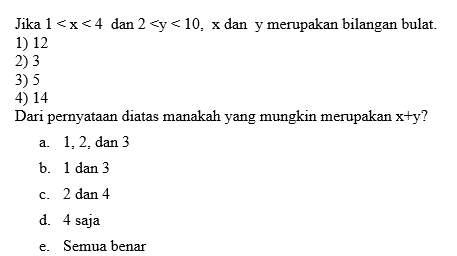 Jika 1 < x < 4 dan 2 <y < 10, x dan y merupakan bilangan bulat.
1) 12
2) 3
3) 5
4) 14
Dari pernyataan diatas manakah yang mungkin merupakan x+y?
a. 1, 2, dan 3
b. 1 dan 3
c. 2 dan 4
d. 4 saja
e. Semua benar